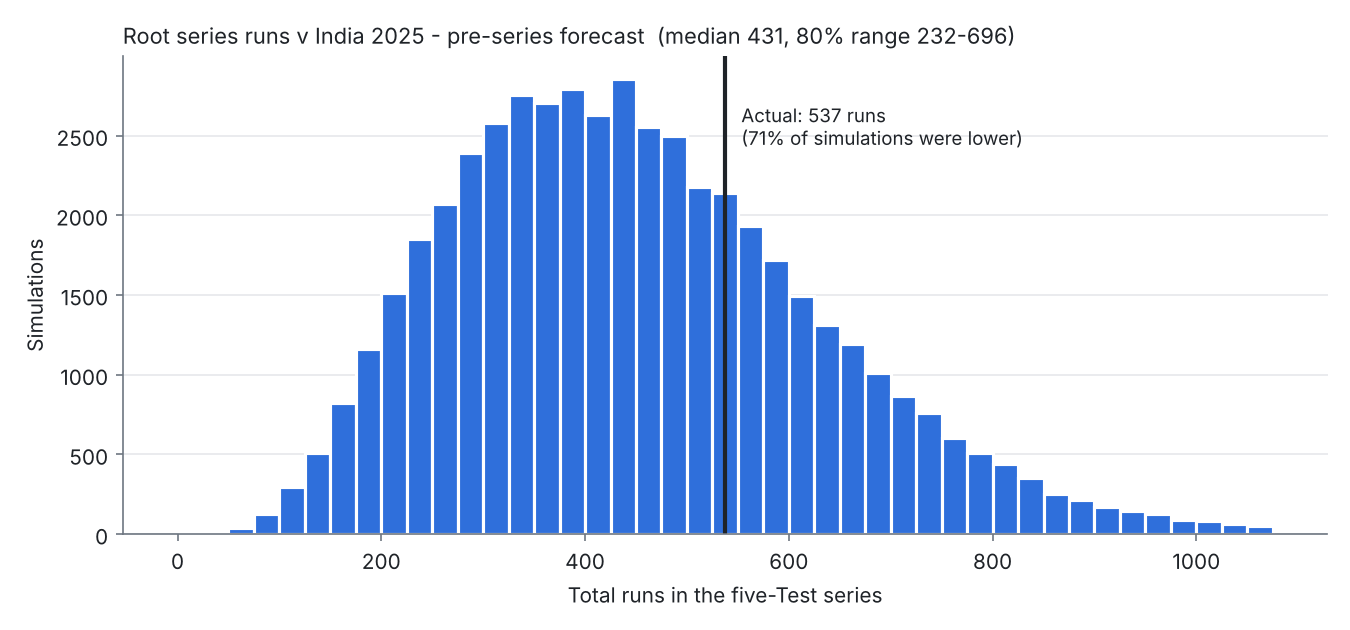 Root series runs v India 2025 - pre-series forecast (median 431, 80% range 232-696)
Actual: 537 runs
(71% of simulations were lower)
Simulations
2500
2000
1500
1000
500
0
0 200 400 600 800 1000
Total runs in the five-Test series